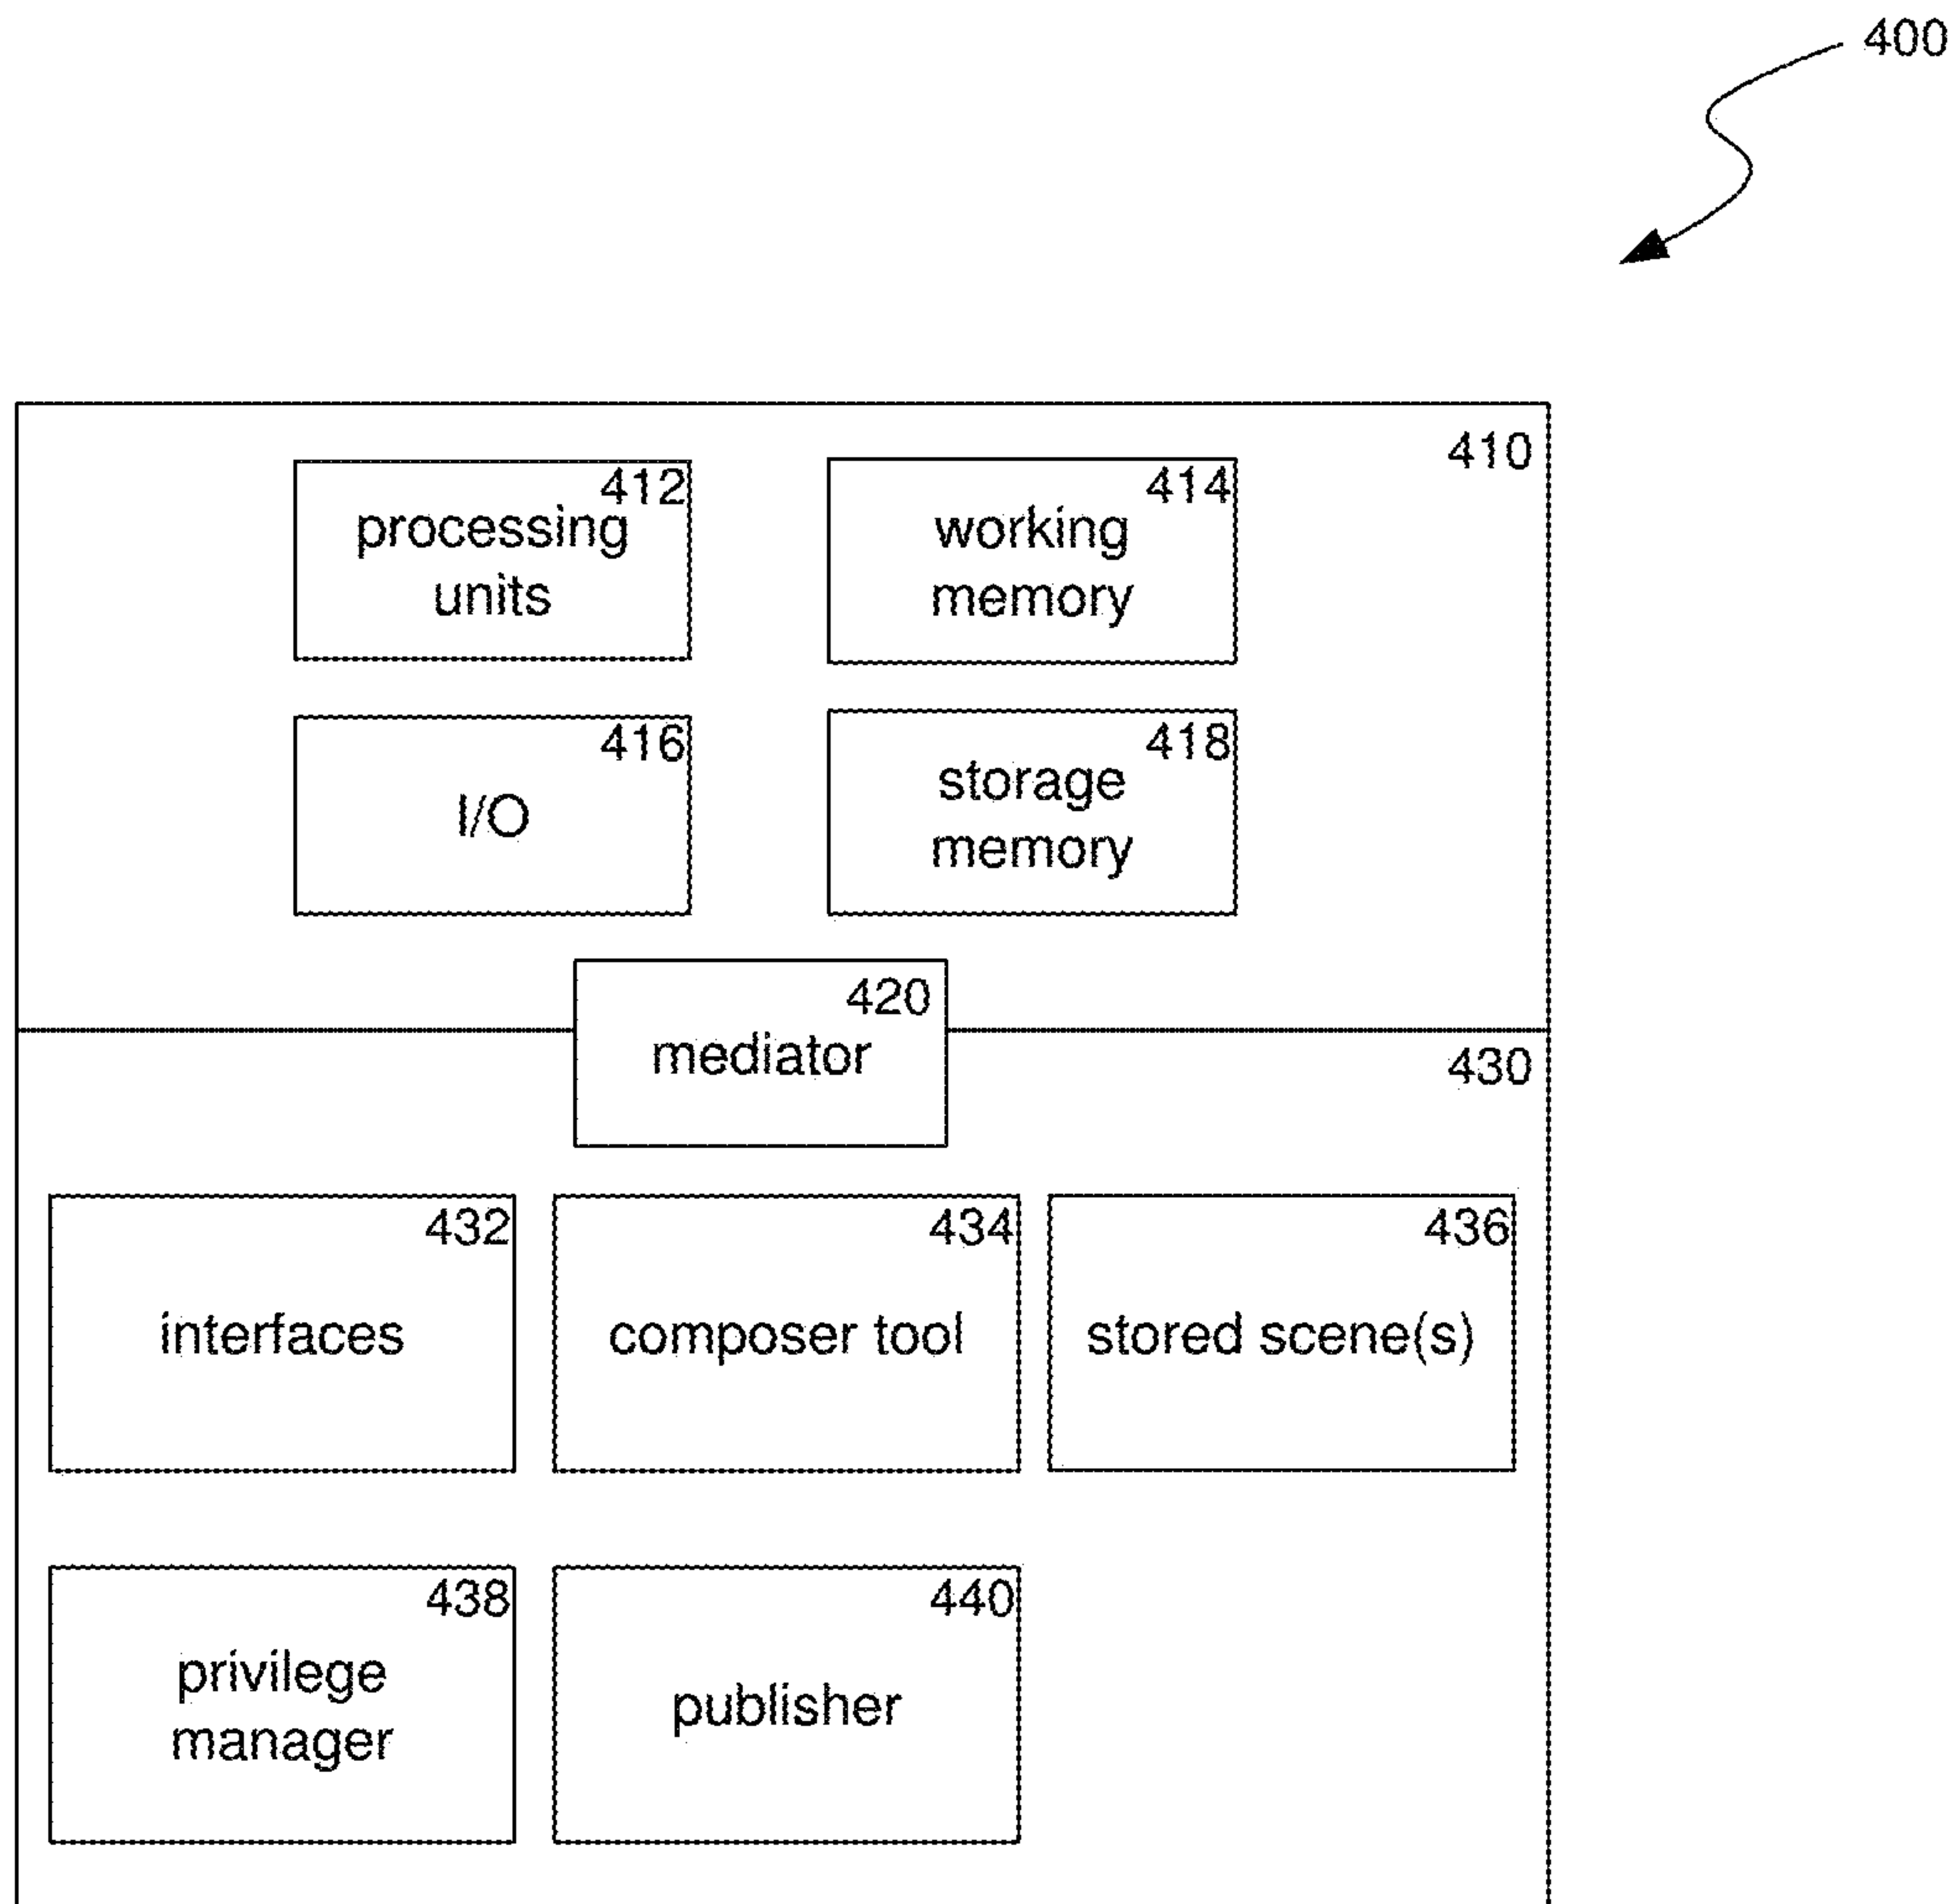 400
410
412
processing
units
414
working
memory
416
I/O
418
storage
memory
420
mediator
430
432
interfaces
434
composer tool
436
stored scene(s)
438
privilege
manager
440
publisher